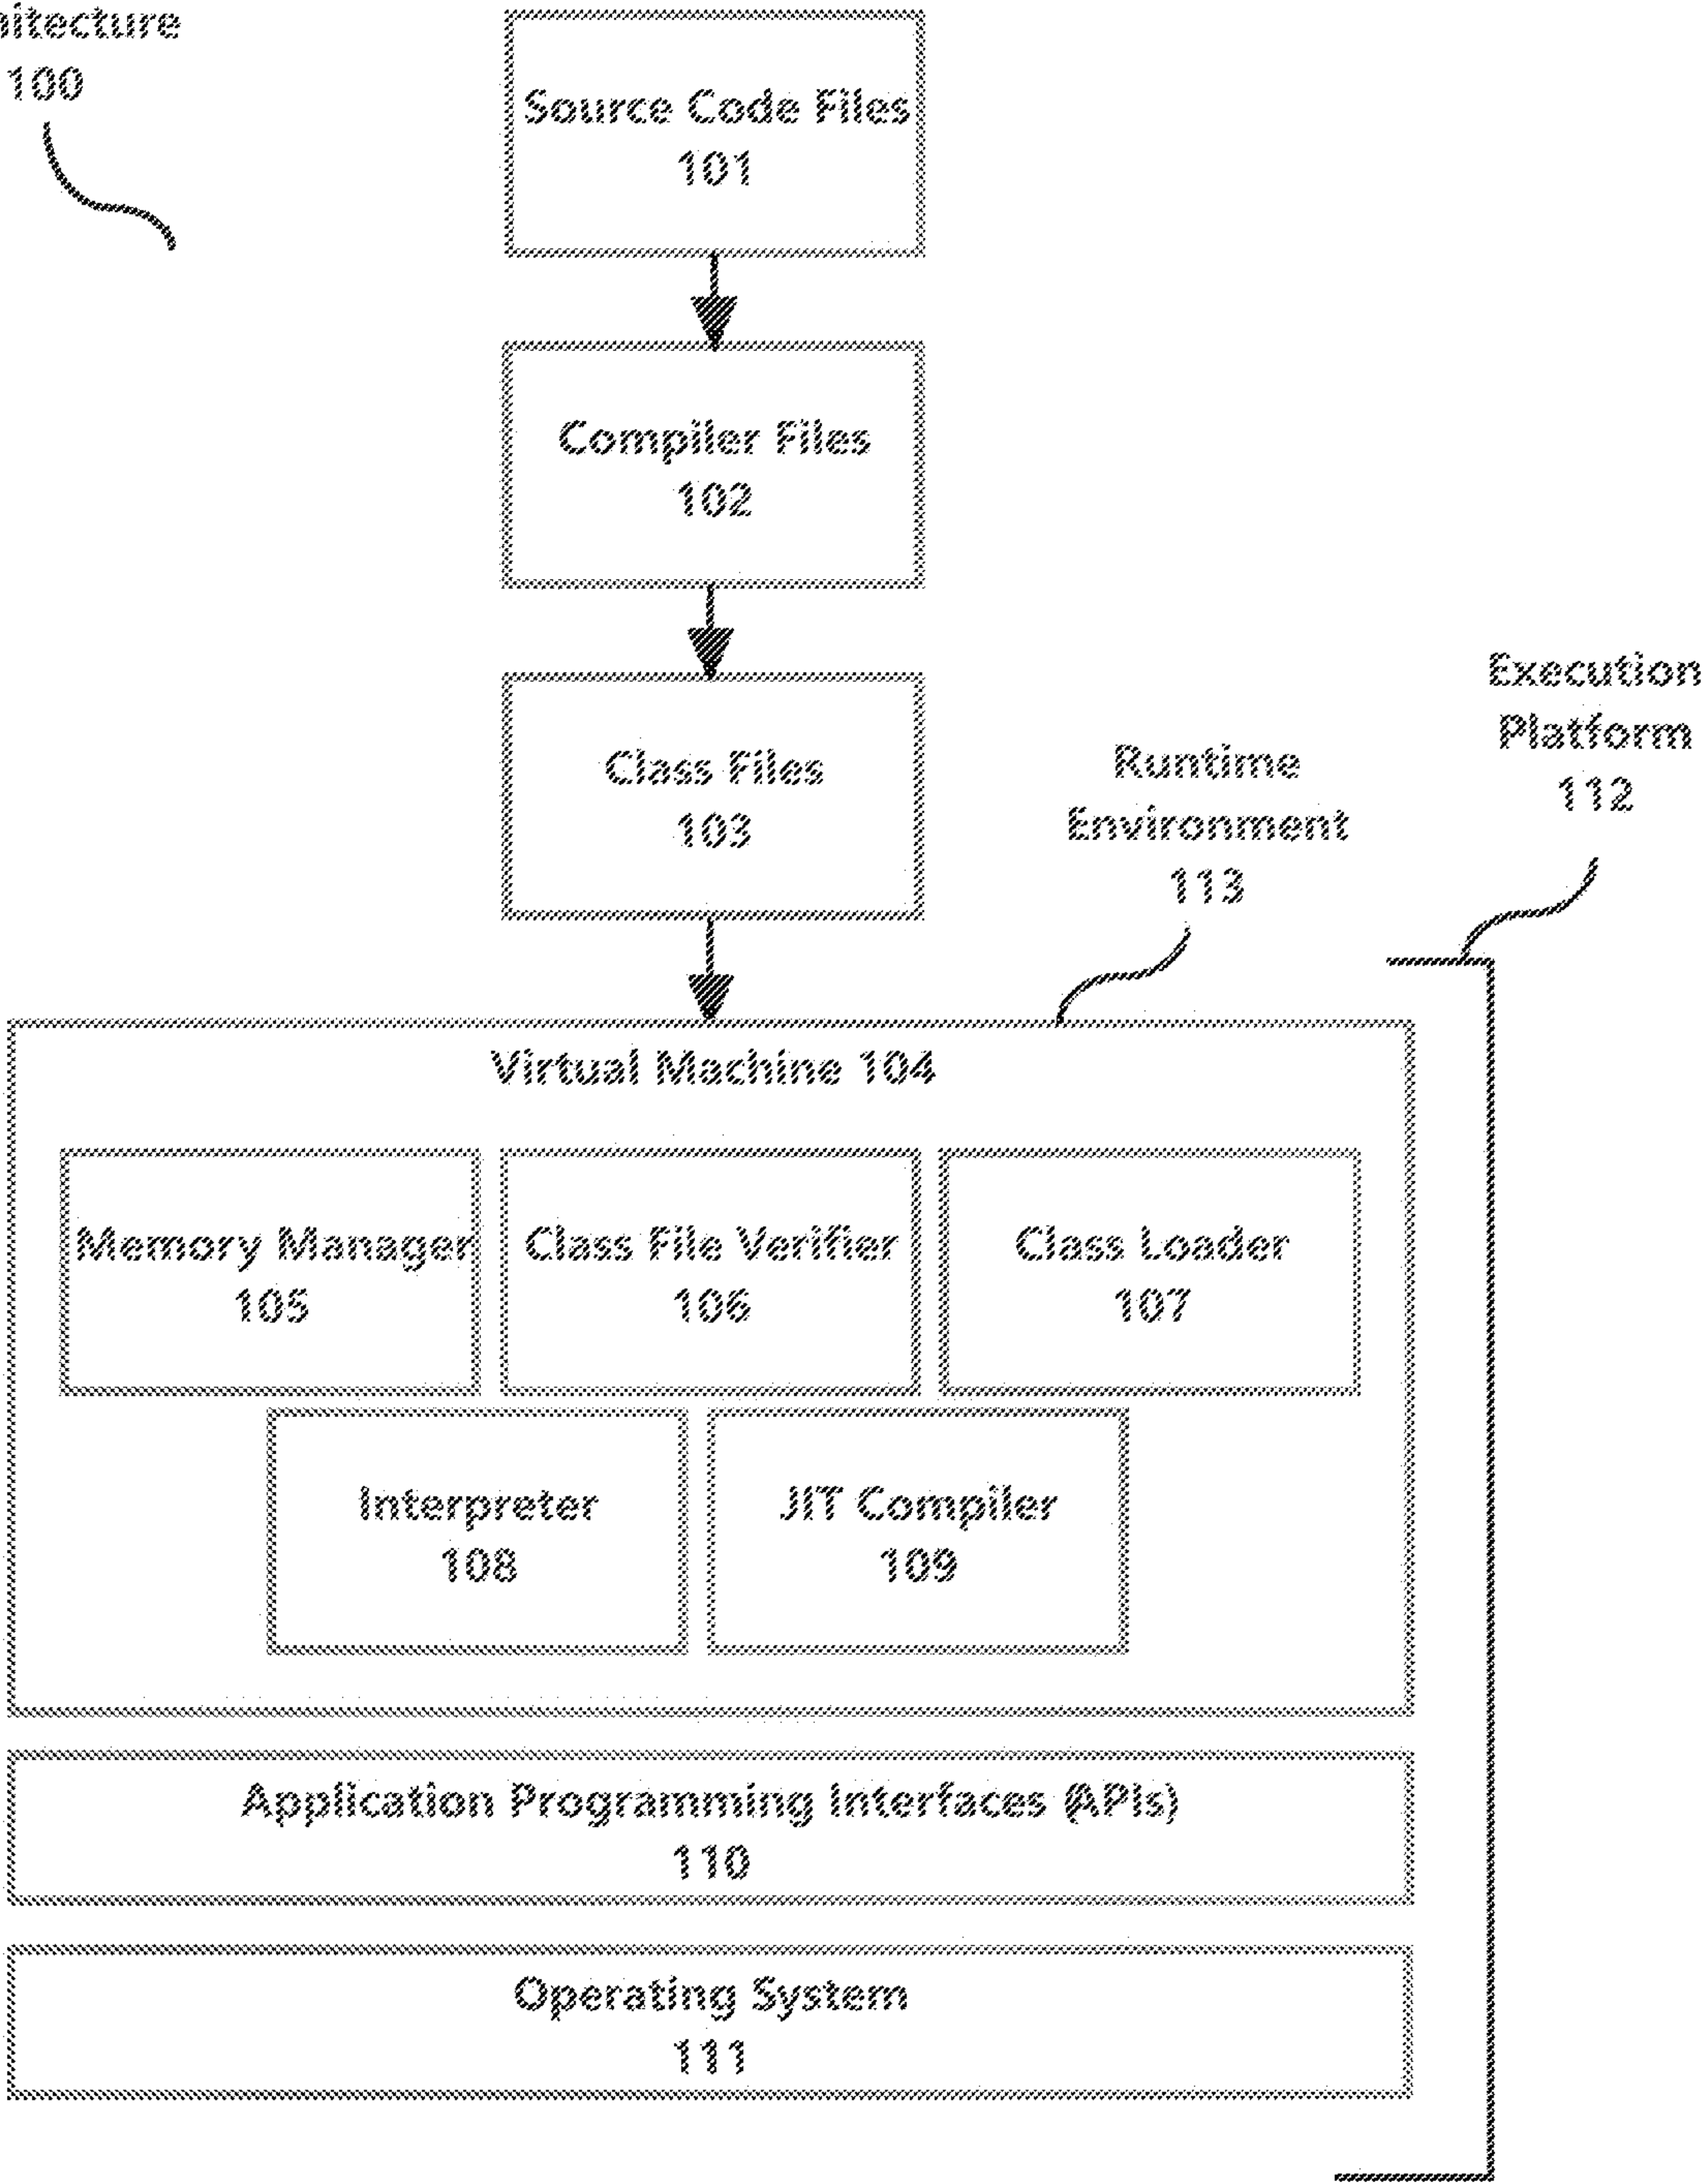 100
Source Code Files
101
Compiler Files
102
Class Files
103
Execution
Platform
112
Runtime
Environment
113
Virtual Machine 104
Memory Manager
105
Class File Verifier
106
Class Loader
107
Interpreter
108
JIT Compiler
109
Application Programming Interfaces (APIs)
110
Operating System
111